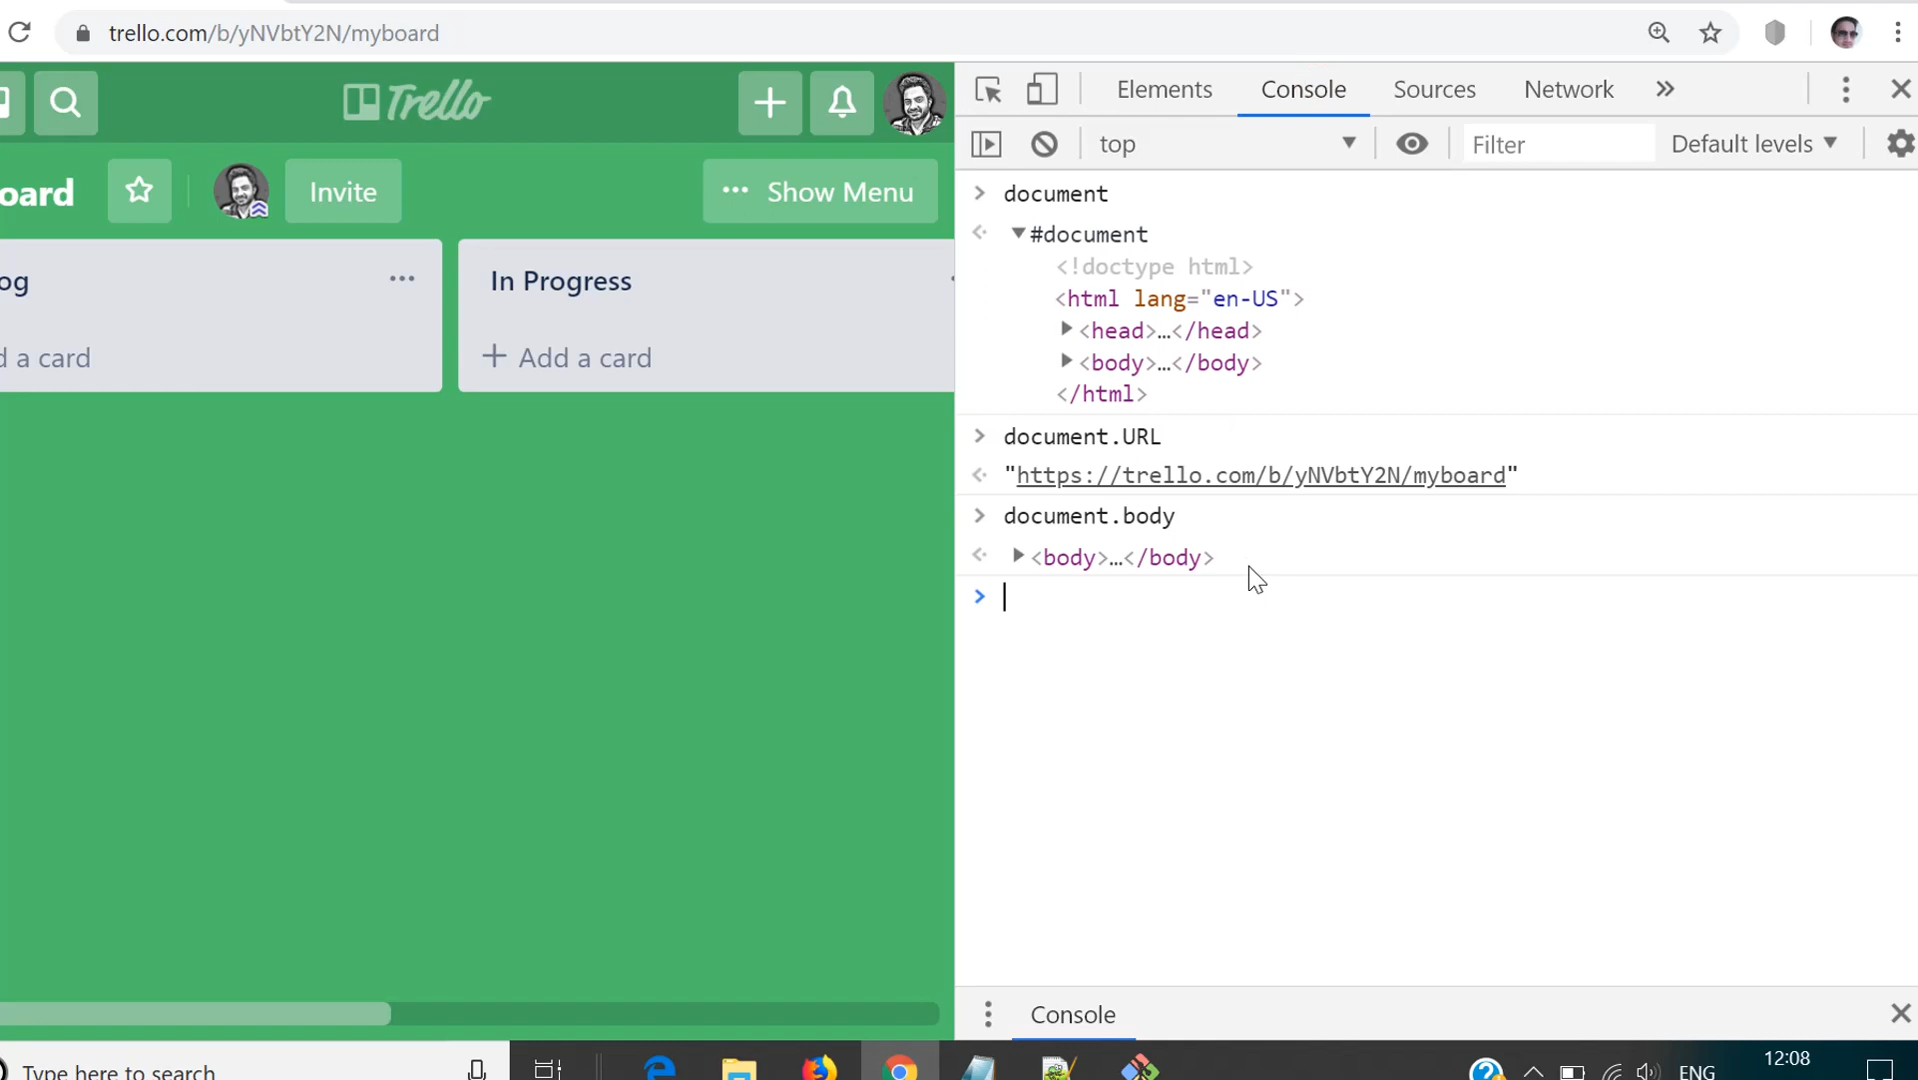 trello.com/b/yNVbtY2N/myboard
Trello
oard
Invite
··· Show Menu
og
...
In Progress
d a card
+ Add a card
Elements
Console
Sources
Network
»
top
Filter
Default levels
> document
#document
<!doctype html>
<html lang="en-US">
<head>…</head>
<body>…</body>
</html>
> document.URL
"https://trello.com/b/yNVbtY2N/myboard"
> document.body
<body>…</body>
>
Console
Type here to search
ENG
12:08